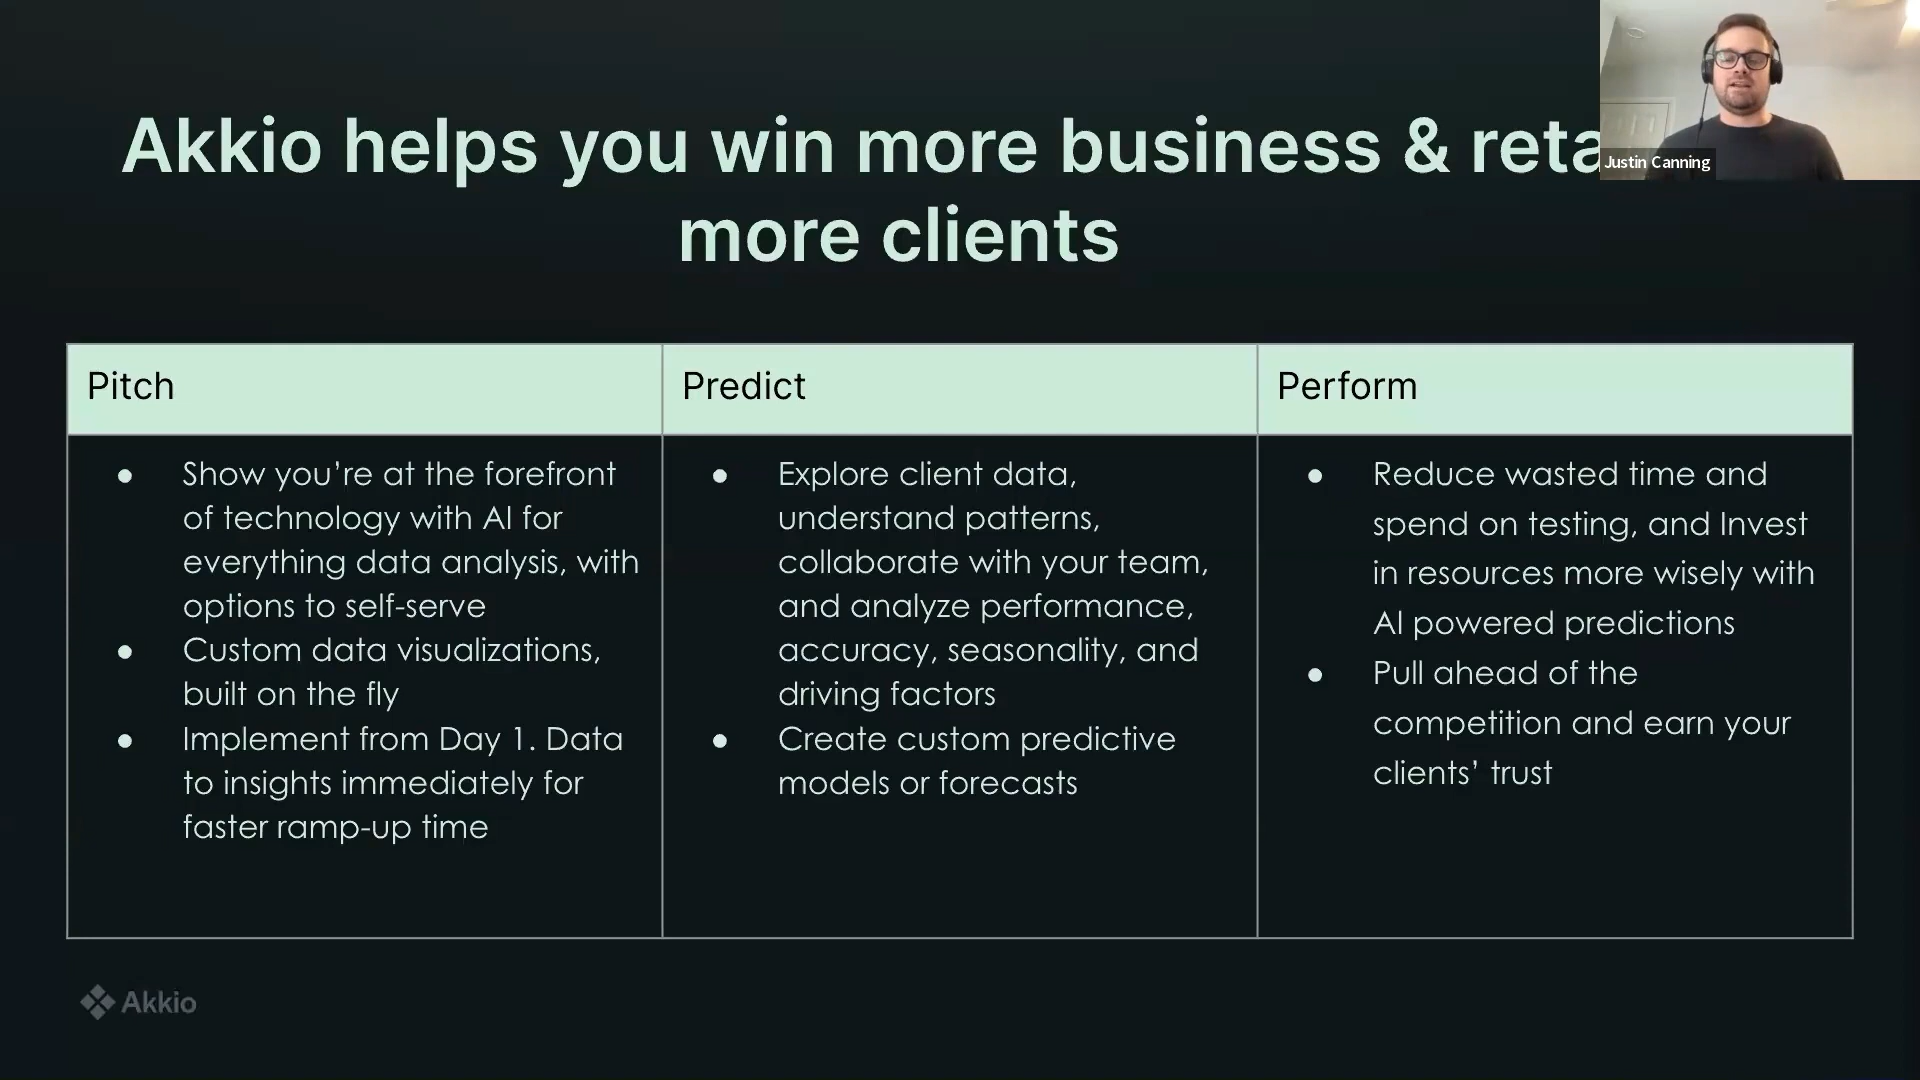 Akkio helps you win more business & reta
more clients
Justin Canning
Pitch
Predict
Perform
● Show you’re at the forefront
of technology with AI for
everything data analysis, with
options to self-serve
● Custom data visualizations,
built on the fly
● Implement from Day 1. Data
to insights immediately for
faster ramp-up time
● Explore client data,
understand patterns,
collaborate with your team,
and analyze performance,
accuracy, seasonality, and
driving factors
● Create custom predictive
models or forecasts
● Reduce wasted time and
spend on testing, and Invest
in resources more wisely with
AI powered predictions
● Pull ahead of the
competition and earn your
clients’ trust
Akkio